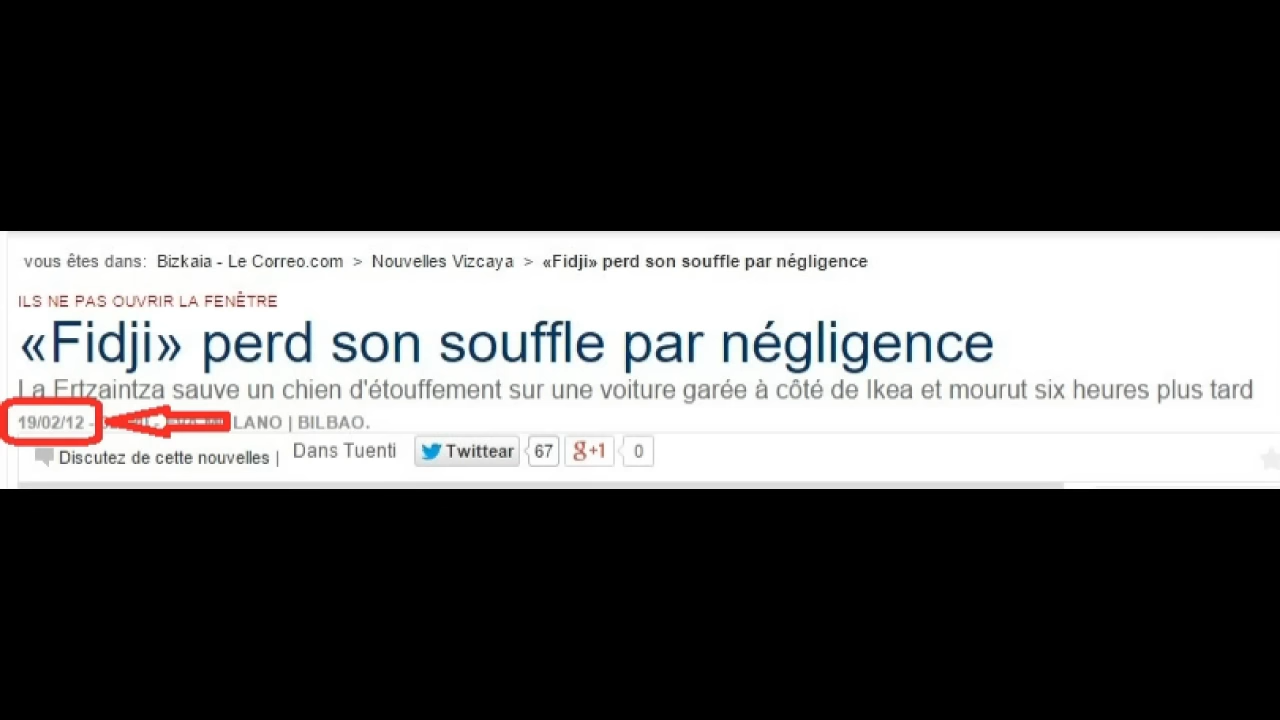 vous êtes dans: Bizkaia - Le Correo.com > Nouvelles Vizcaya > «Fidji» perd son souffle par négligence
ILS NE PAS OUVRIR LA FENÊTRE
«Fidji» perd son souffle par négligence
La Ertzaintza sauve un chien d'étouffement sur une voiture garée à côté de Ikea et mourut six heures plus tard
19/02/12 - LANO | BILBAO.
Discutez de cette nouvelles | Dans Tuenti Twittear 67 g+1 0